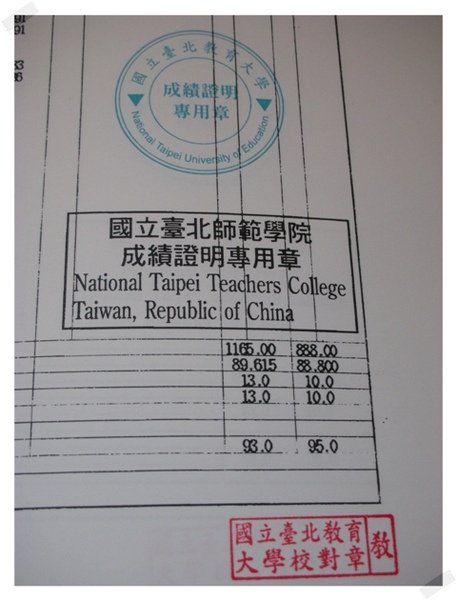 91
91
國立臺北教育大學
成績證明
專用章
National Taipei University of Education
國立臺北師範學院
成績證明專用章
National Taipei Teachers College
Taiwan, Republic of China
1165.00 888.00
89.615 88.800
13.0 10.0
13.0 10.0
93.0 95.0
國立臺北教育
大學校對章
教